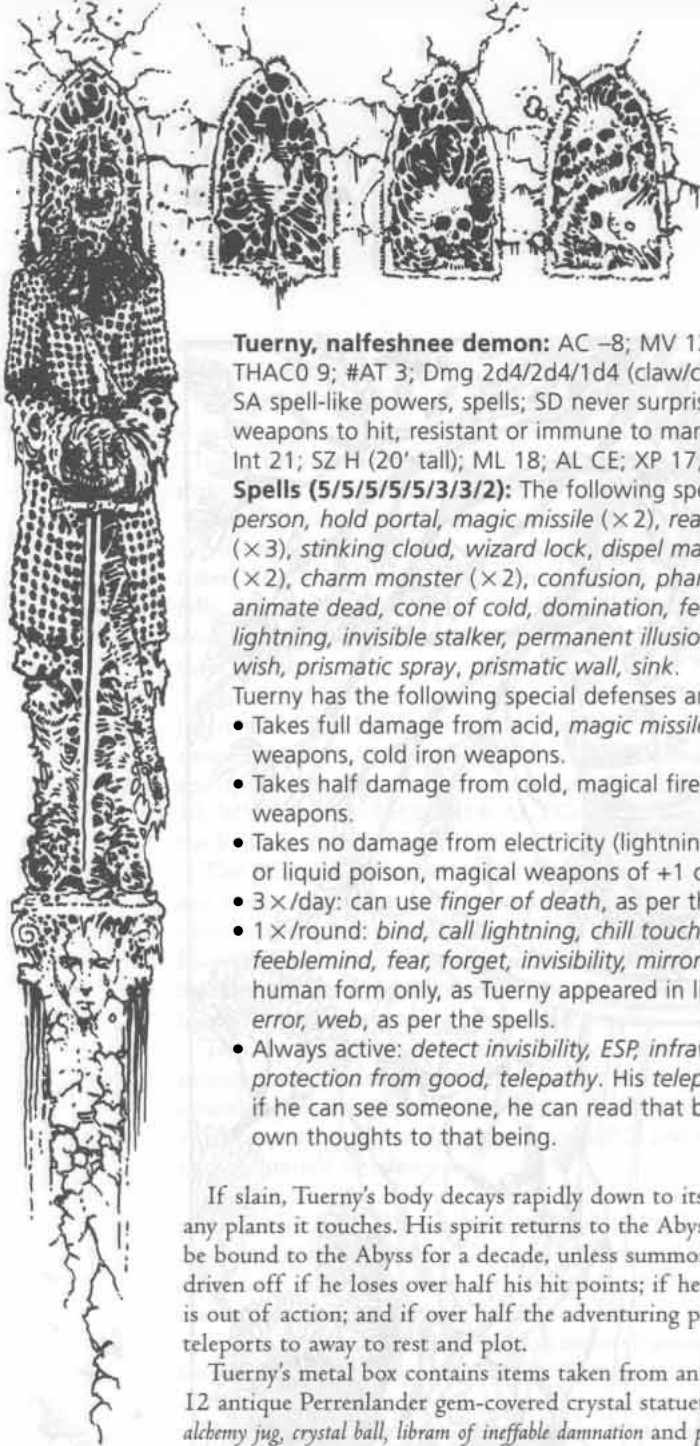 Tuerny, nalfeshnee demon: AC –8; MV 12
THAC0 9; #AT 3; Dmg 2d4/2d4/1d4 (claw/c
SA spell-like powers, spells; SD never surpris
weapons to hit, resistant or immune to man
Int 21; SZ H (20' tall); ML 18; AL CE; XP 17,
Spells (5/5/5/5/5/3/3/2): The following spe
person, hold portal, magic missile (×2), rea
(×3), stinking cloud, wizard lock, dispel ma
(×2), charm monster (×2), confusion, phan
animate dead, cone of cold, domination, fe
lightning, invisible stalker, permanent illusio
wish, prismatic spray, prismatic wall, sink.
Tuerny has the following special defenses an
• Takes full damage from acid, magic missile
weapons, cold iron weapons.
• Takes half damage from cold, magical fire
weapons.
• Takes no damage from electricity (lightnin
or liquid poison, magical weapons of +1 o
• 3×/day: can use finger of death, as per th
• 1×/round: bind, call lightning, chill touch
feeblemind, fear, forget, invisibility, mirror
human form only, as Tuerny appeared in li
error, web, as per the spells.
• Always active: detect invisibility, ESP, infrav
protection from good, telepathy. His telep
if he can see someone, he can read that b
own thoughts to that being.
If slain, Tuerny's body decays rapidly down to its
any plants it touches. His spirit returns to the Abys
be bound to the Abyss for a decade, unless summo
driven off if he loses over half his hit points; if he
is out of action; and if over half the adventuring p
teleports to away to rest and plot.
Tuerny's metal box contains items taken from an
12 antique Perrenlander gem-covered crystal statue
alchemy jug, crystal ball, libram of ineffable damnation and